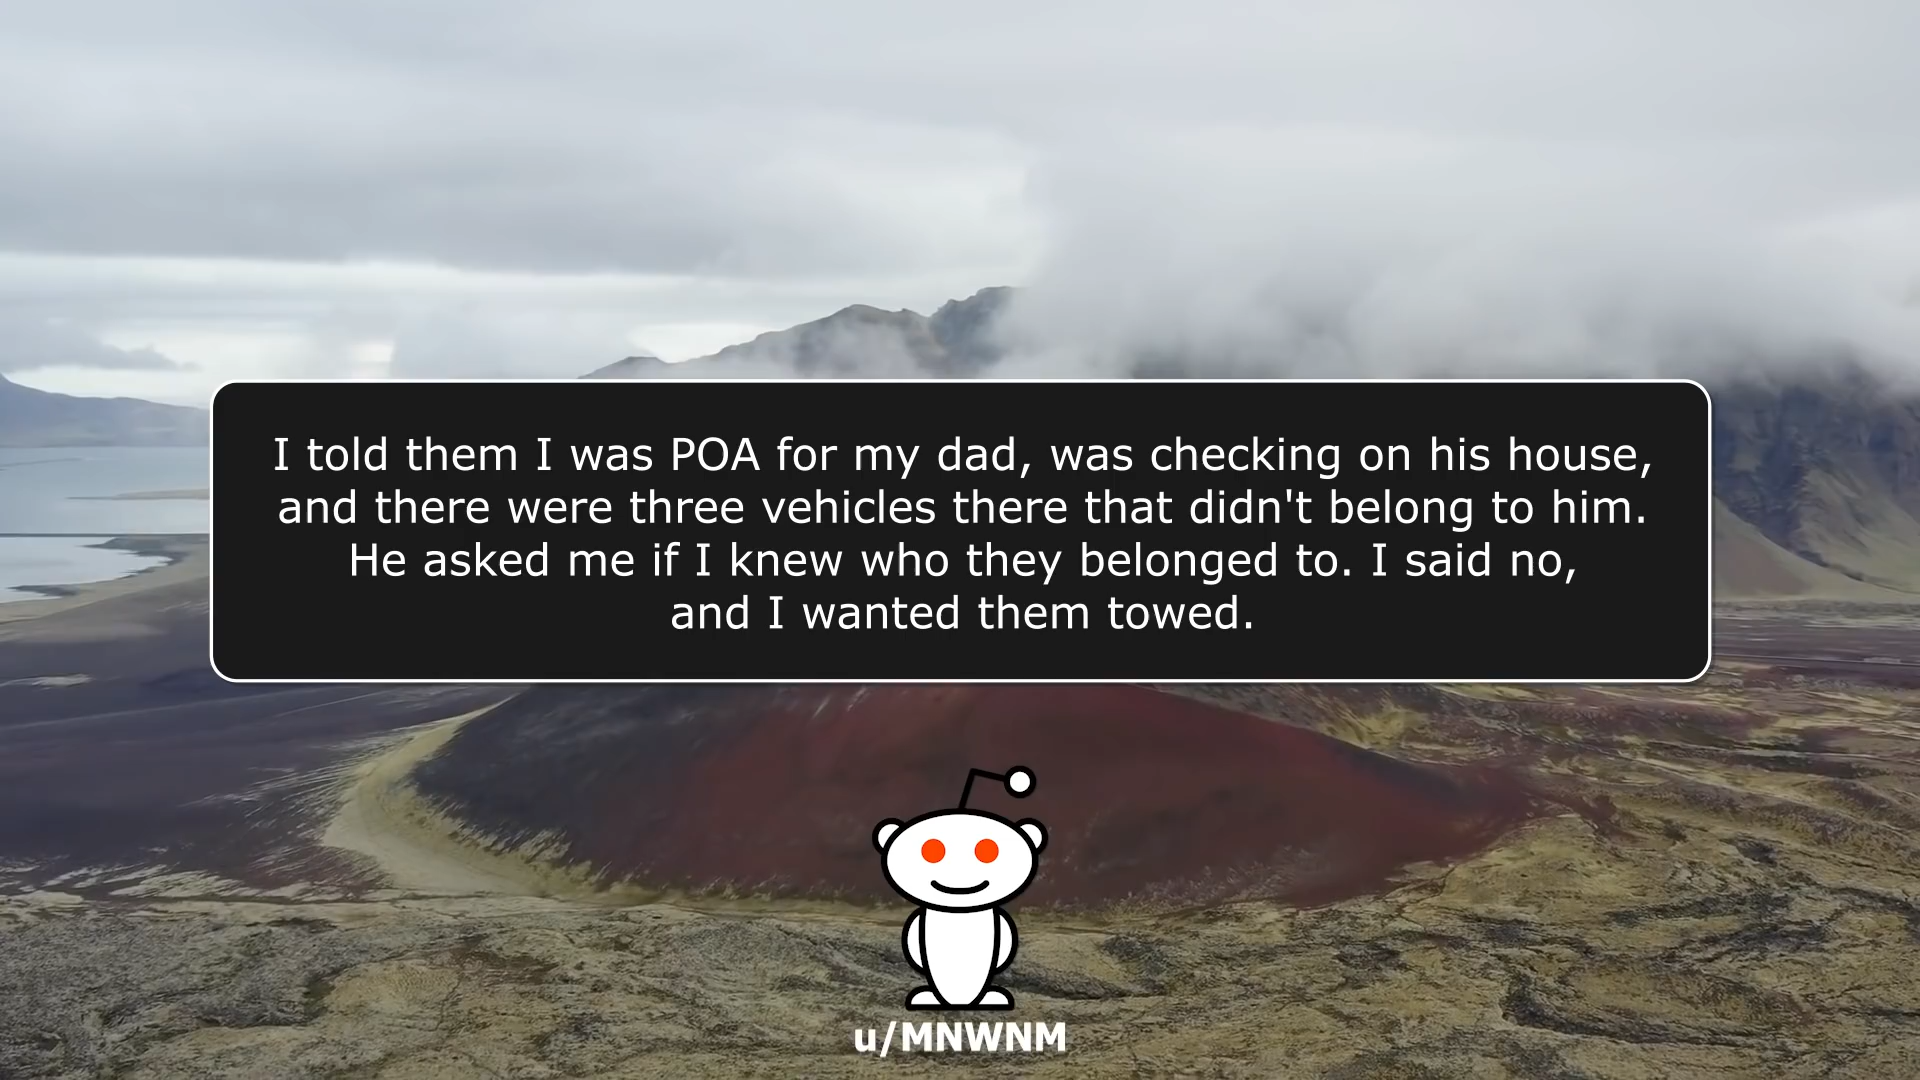 I told them I was POA for my dad, was checking on his house,
and there were three vehicles there that didn't belong to him.
He asked me if I knew who they belonged to. I said no,
and I wanted them towed.
u/MNWNM